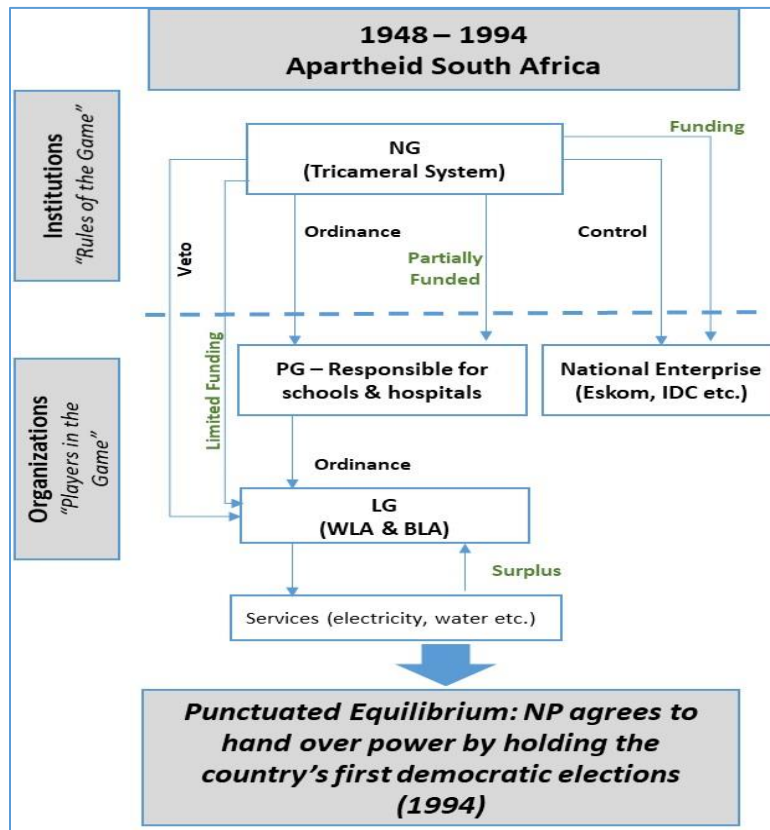 1948 – 1994
Apartheid South Africa
Institutions
“Rules of the Game”
Funding
NG
(Tricameral System)
Ordinance
Control
Partially
Funded
Veto
Limited Funding
Organizations
“Players in the
Game”
PG – Responsible for
schools & hospitals
National Enterprise
(Eskom, IDC etc.)
Ordinance
LG
(WLA & BLA)
Surplus
Services (electricity, water etc.)
Punctuated Equilibrium: NP agrees to
hand over power by holding the
country’s first democratic elections
(1994)